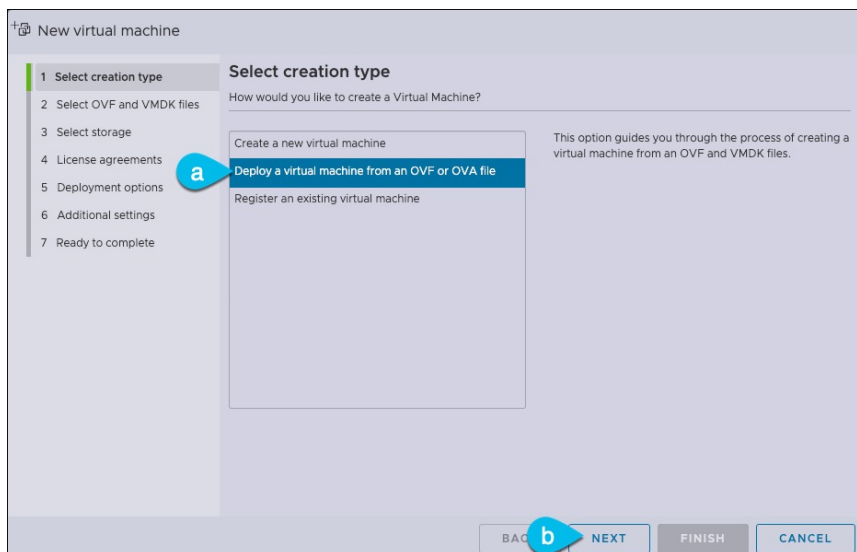 New virtual machine
1 Select creation type
2 Select OVF and VMDK files
3 Select storage
4 License agreements
5 Deployment options
6 Additional settings
7 Ready to complete
Select creation type
How would you like to create a Virtual Machine?
Create a new virtual machine
a
Deploy a virtual machine from an OVF or OVA file
Register an existing virtual machine
This option guides you through the process of creating a
virtual machine from an OVF and VMDK files.
b NEXT FINISH CANCEL